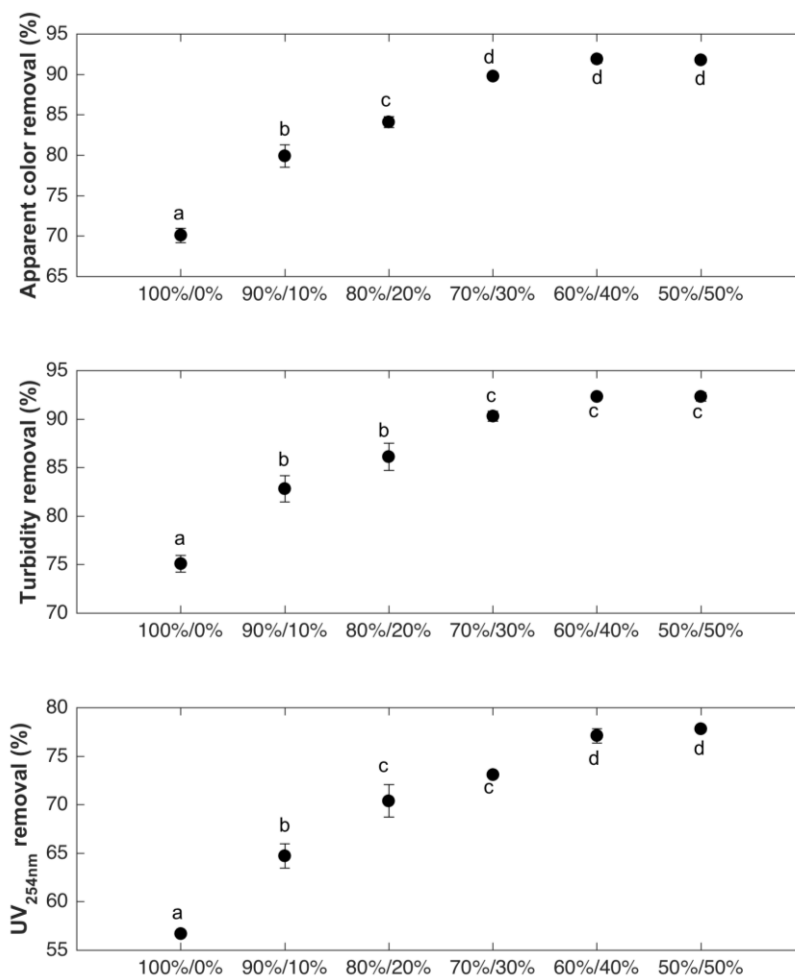 Apparent color removal (%)
95
90
85
80
75
70
65
a
b
c
d
d
d
100%/0% 90%/10% 80%/20% 70%/30% 60%/40% 50%/50%
Turbidity removal (%)
95
90
85
80
75
70
a
b
b
c
c
c
100%/0% 90%/10% 80%/20% 70%/30% 60%/40% 50%/50%
UV254nm removal (%)
80
75
70
65
60
55
a
b
c
c
d
d
100%/0% 90%/10% 80%/20% 70%/30% 60%/40% 50%/50%